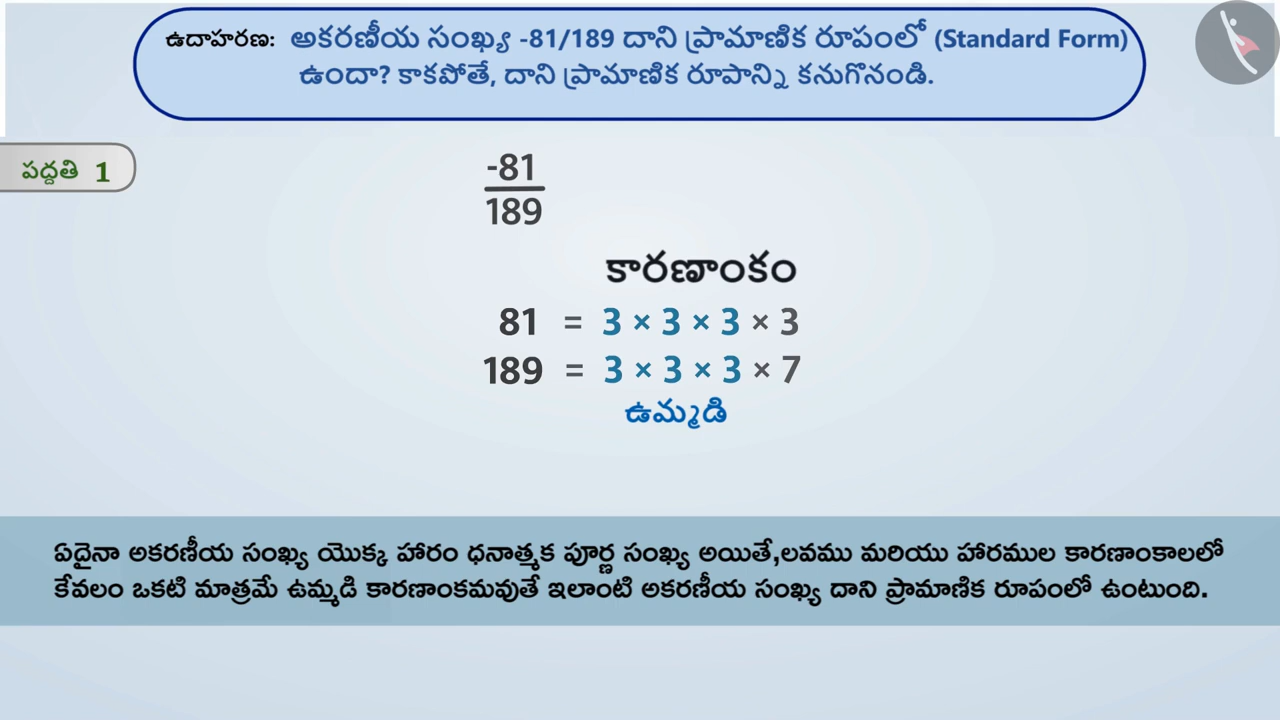 ఉదాహరణ: అకరణీయ సంఖ్య -81/189 దాని ప్రామాణిక రూపంలో (Standard Form)
ఉందా? కాకపోతే, దాని ప్రామాణిక రూపాన్ని కనుగొనండి.
పద్దతి 1
-81
189
కారణాంకం
81 = 3 × 3 × 3 × 3
189 = 3 × 3 × 3 × 7
ఉమ్మడి
ఏదైనా అకరణీయ సంఖ్య యొక్క హారం ధనాత్మక పూర్ణ సంఖ్య అయితే,లవము మరియు హారముల కారణాంకాలలో
కేవలం ఒకటి మాత్రమే ఉమ్మడి కారణాంకమవుతే ఇలాంటి అకరణీయ సంఖ్య దాని ప్రామాణిక రూపంలో ఉంటుంది.